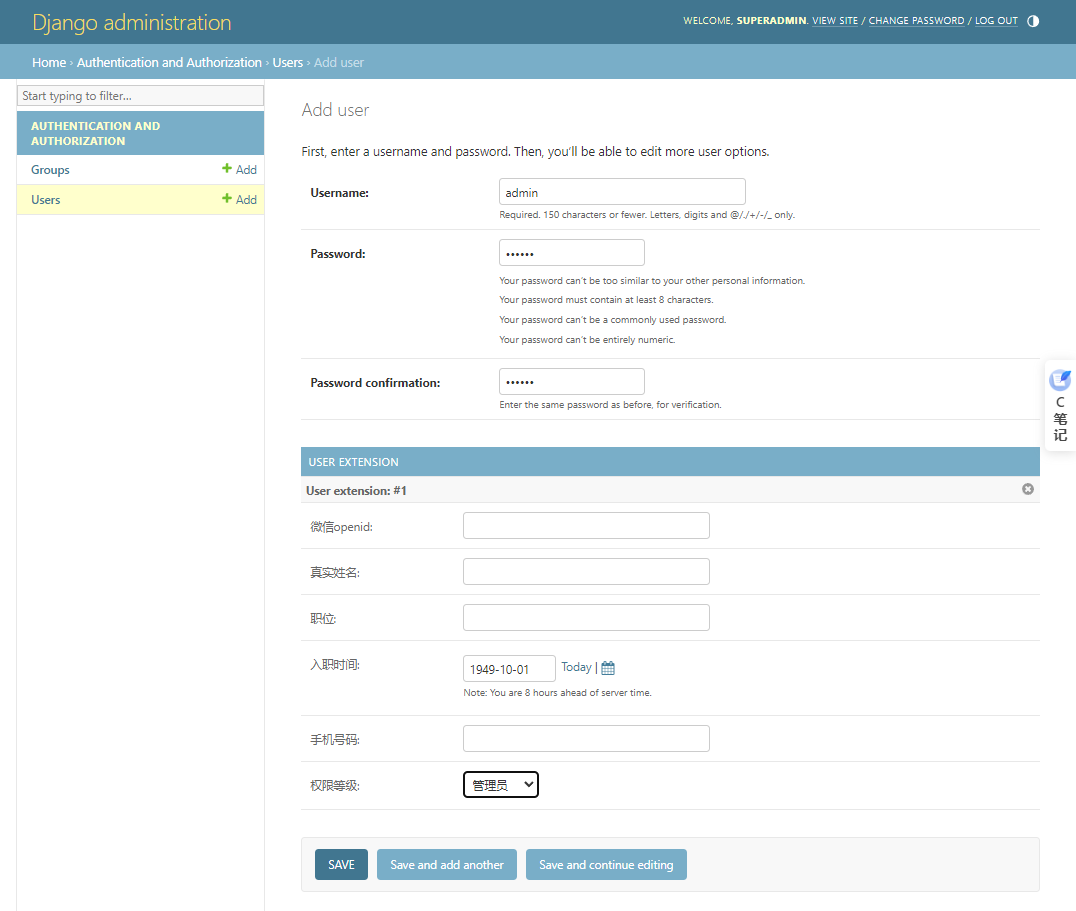 Django administration
WELCOME, SUPERADMIN. VIEW SITE / CHANGE PASSWORD / LOG OUT
Home › Authentication and Authorization › Users › Add user
Start typing to filter...
AUTHENTICATION AND
AUTHORIZATION
Groups + Add
Users + Add
Add user
First, enter a username and password. Then, you'll be able to edit more user options.
Username: admin
Required. 150 characters or fewer. Letters, digits and @/./+/-/_ only.
Password: ••••••
Your password can't be too similar to your other personal information.
Your password must contain at least 8 characters.
Your password can't be a commonly used password.
Your password can't be entirely numeric.
Password confirmation: ••••••
Enter the same password as before, for verification.
USER EXTENSION
User extension: #1
微信openid:
真实姓名:
职位:
入职时间: 1949-10-01 Today |
Note: You are 8 hours ahead of server time.
手机号码:
权限等级: 管理员
SAVE Save and add another Save and continue editing
C
笔
记